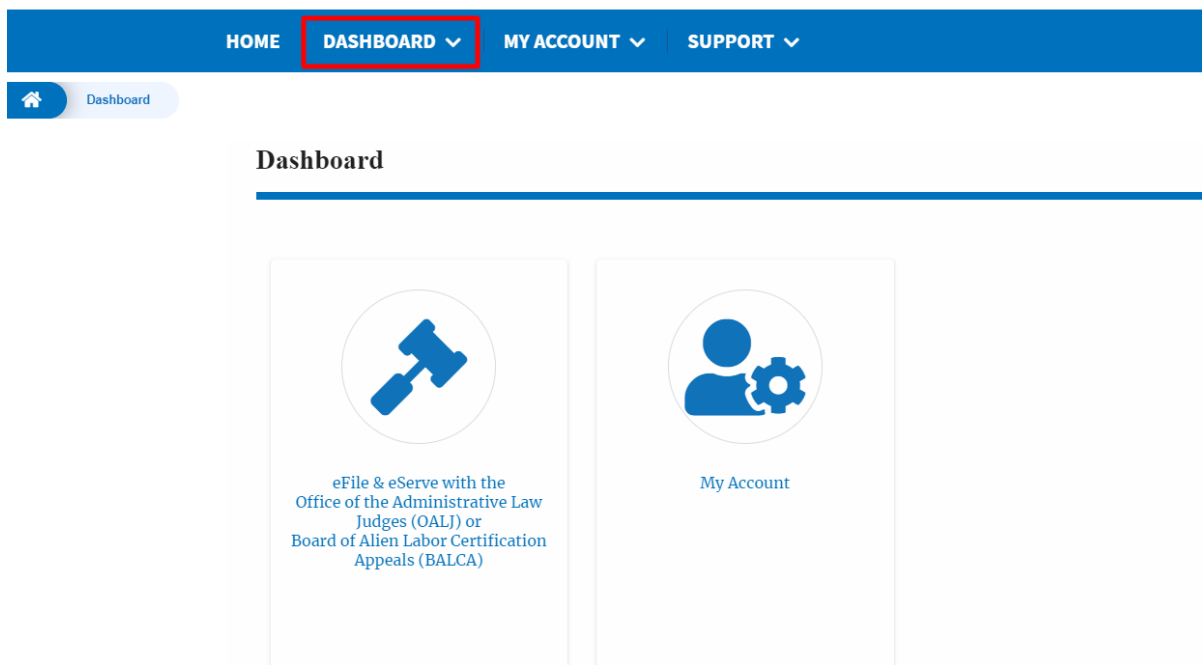 HOME DASHBOARD MY ACCOUNT SUPPORT
Dashboard
Dashboard
eFile & eServe with the
Office of the Administrative Law
Judges (OALJ) or
Board of Alien Labor Certification
Appeals (BALCA)
My Account